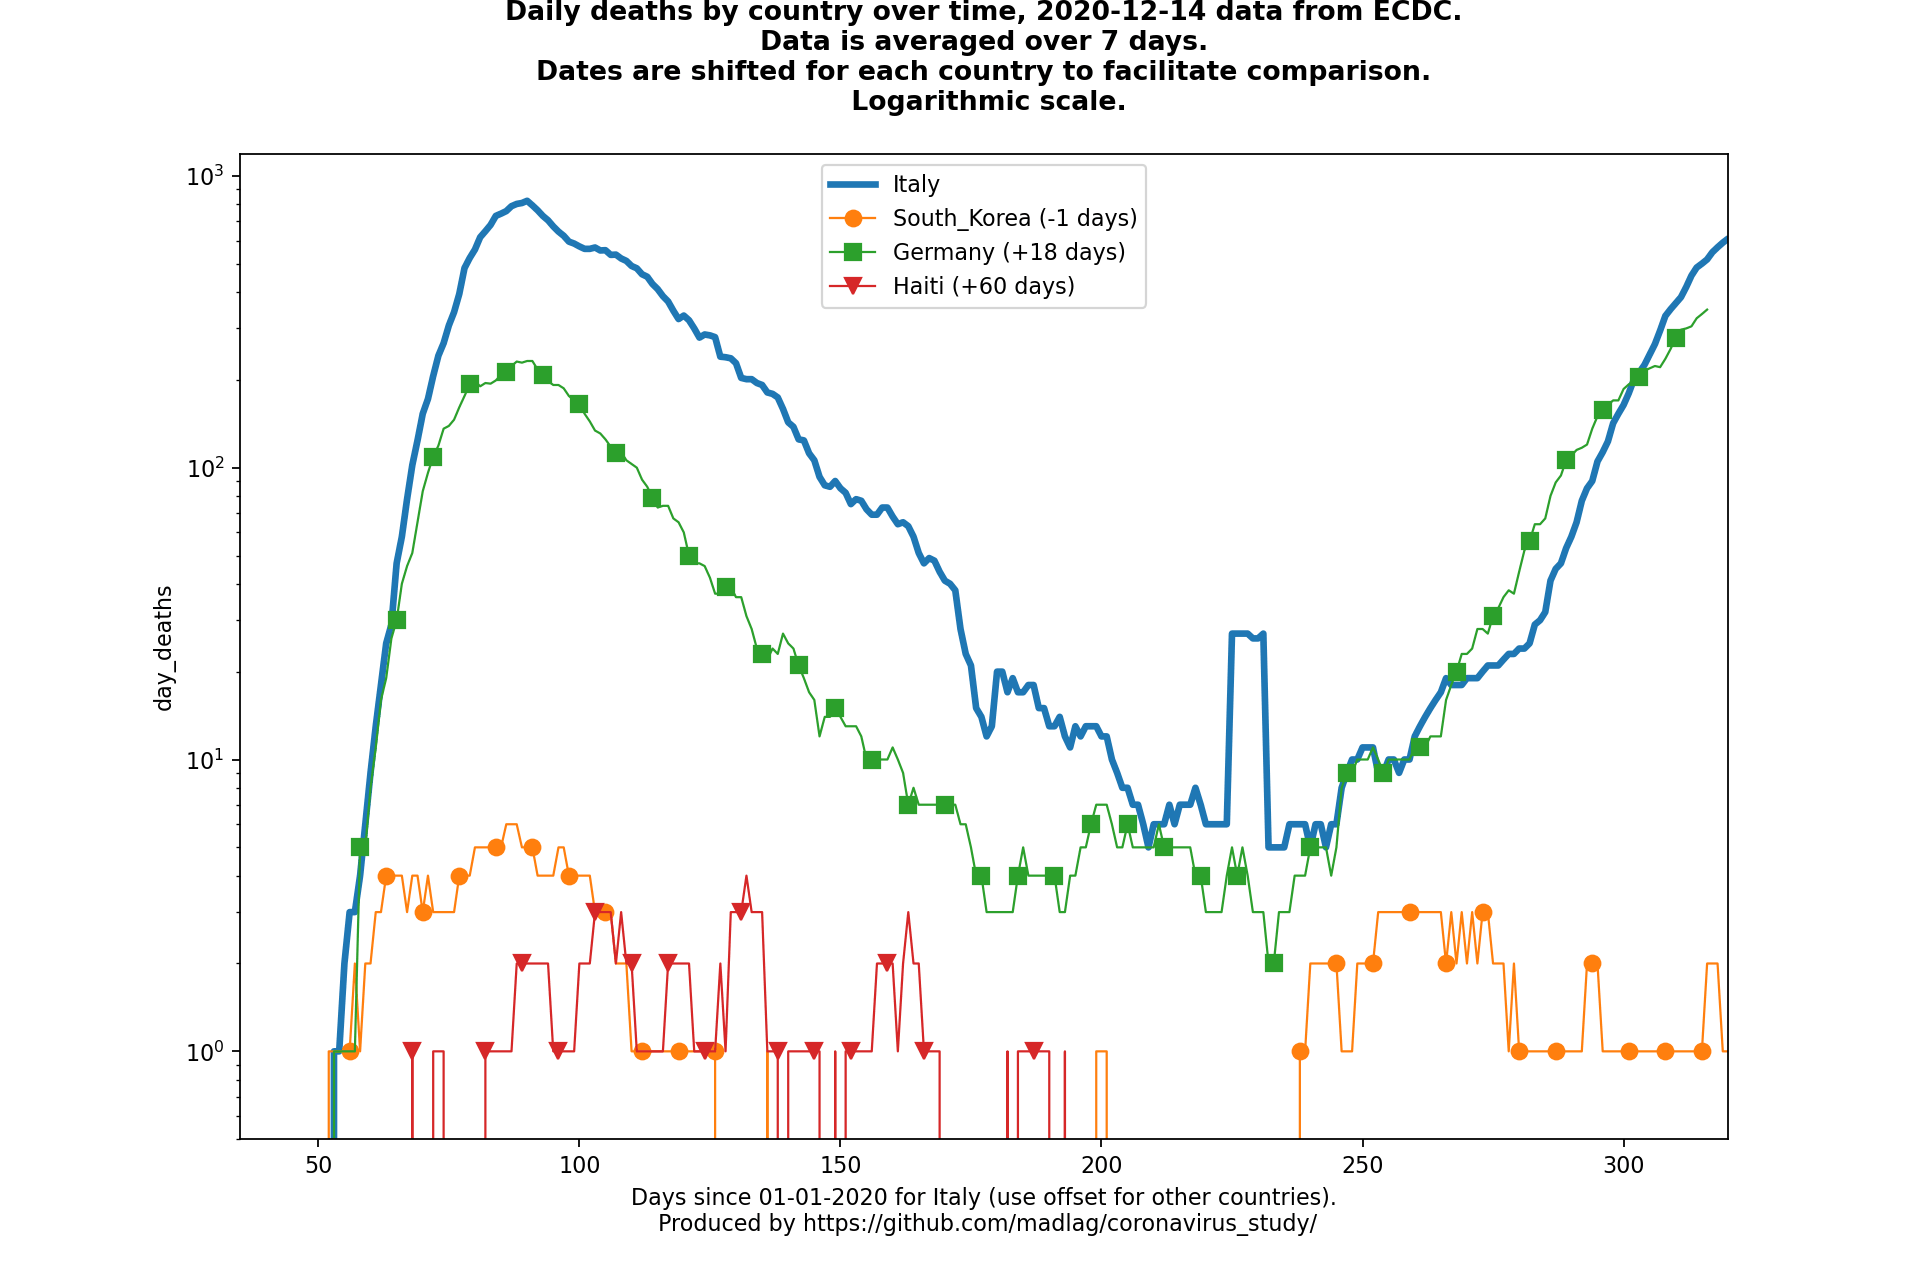 Daily deaths by country over time, 2020-12-14 data from ECDC.
Data is averaged over 7 days.
Dates are shifted for each country to facilitate comparison.
Logarithmic scale.
10³
10²
10¹
10⁰
day_deaths
Italy
South_Korea (-1 days)
Germany (+18 days)
Haiti (+60 days)
50 100 150 200 250 300
Days since 01-01-2020 for Italy (use offset for other countries).
Produced by https://github.com/madlag/coronavirus_study/